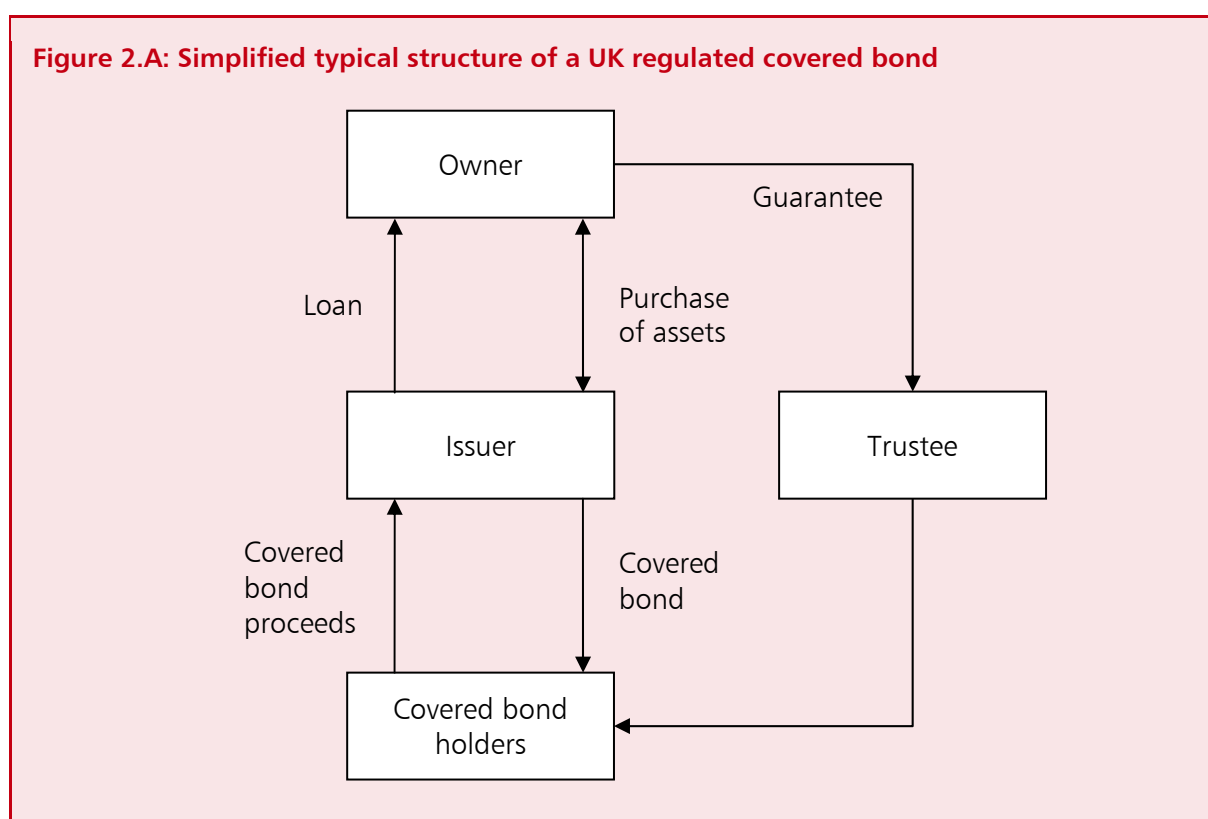 Figure 2.A: Simplified typical structure of a UK regulated covered bond
Owner
Guarantee
Loan
Purchase
of assets
Issuer
Trustee
Covered
bond
proceeds
Covered
bond
Covered bond
holders